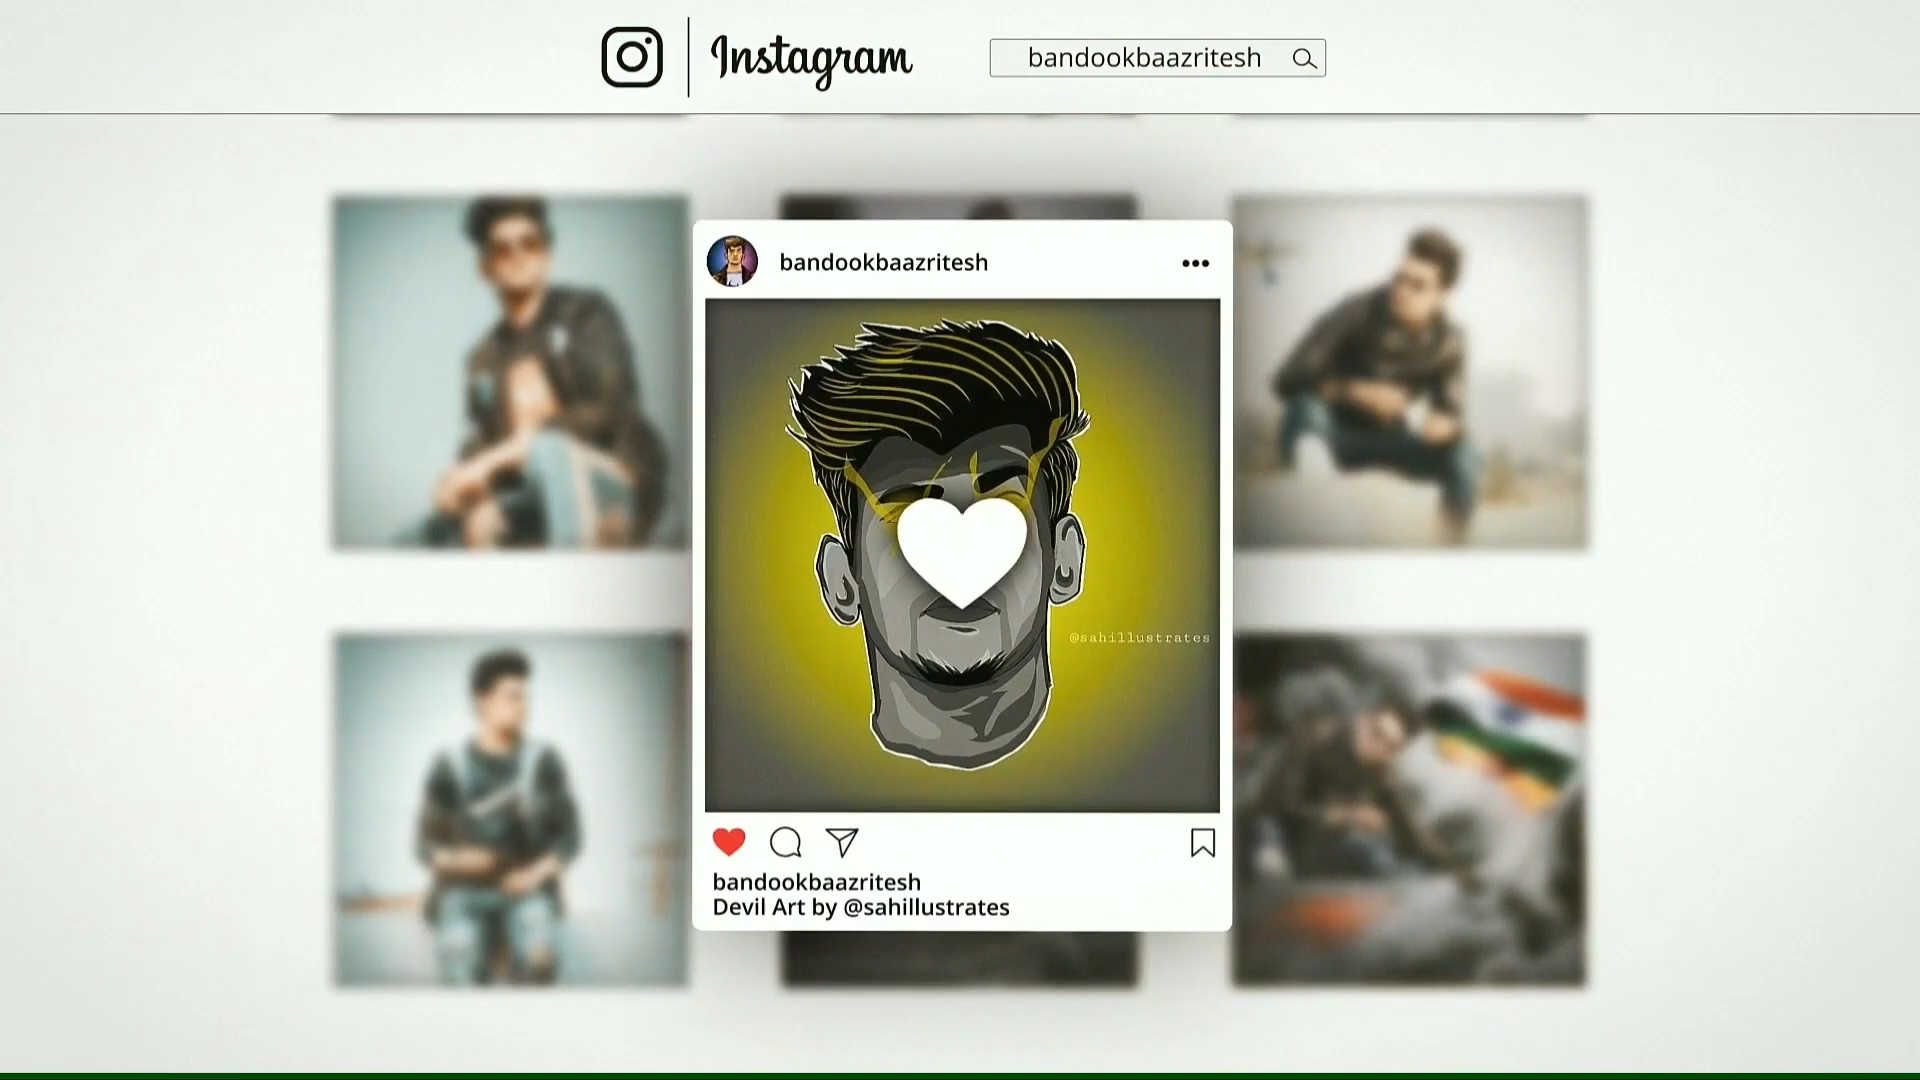 Instagram
bandookbaazritesh
bandookbaazritesh
@sahillustrates
bandookbaazritesh
Devil Art by @sahillustrates